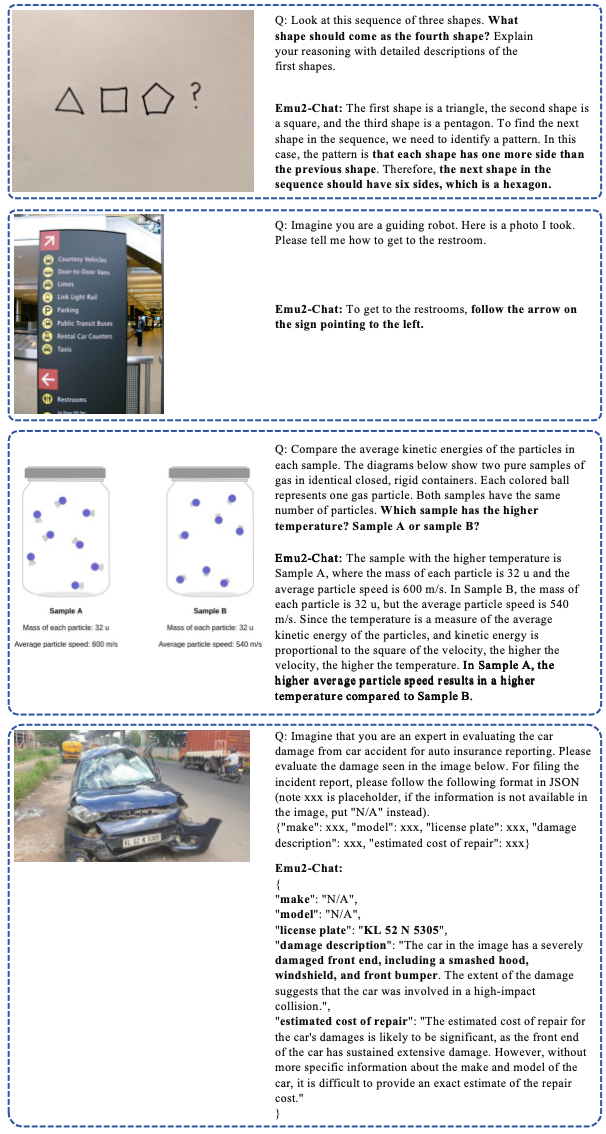 ?
Q: Look at this sequence of three shapes. What
shape should come as the fourth shape? Explain
your reasoning with detailed descriptions of the
first shapes.
Emu2-Chat: The first shape is a triangle, the second shape is
a square, and the third shape is a pentagon. To find the next
shape in the sequence, we need to identify a pattern. In this
case, the pattern is that each shape has one more side than
the previous shape. Therefore, the next shape in the
sequence should have six sides, which is a hexagon.
Courtesy Vehicles
Door-to-Door Vans
Limos
Link Light Rail
P Parking
Public Transit Buses
Rental Car Counters
Taxis
Restrooms
Q: Imagine you are a guiding robot. Here is a photo I took.
Please tell me how to get to the restroom.
Emu2-Chat: To get to the restrooms, follow the arrow on
the sign pointing to the left.
Sample A
Mass of each particle: 32 u
Average particle speed: 600 m/s
Sample B
Mass of each particle: 32 u
Average particle speed: 540 m/s
Q: Compare the average kinetic energies of the particles in
each sample. The diagrams below show two pure samples of
gas in identical closed, rigid containers. Each colored ball
represents one gas particle. Both samples have the same
number of particles. Which sample has the higher
temperature? Sample A or sample B?
Emu2-Chat: The sample with the higher temperature is
Sample A, where the mass of each particle is 32 u and the
average particle speed is 600 m/s. In Sample B, the mass of
each particle is 32 u, but the average particle speed is 540
m/s. Since the temperature is a measure of the average
kinetic energy of the particles, and kinetic energy is
proportional to the square of the velocity, the higher the
velocity, the higher the temperature. In Sample A, the
higher average particle speed results in a higher
temperature compared to Sample B.
KL 52 N 5305
Q: Imagine that you are an expert in evaluating the car
damage from car accident for auto insurance reporting. Please
evaluate the damage seen in the image below. For filing the
incident report, please follow the following format in JSON
(note xxx is placeholder, if the information is not available in
the image, put "N/A" instead).
{"make": xxx, "model": xxx, "license plate": xxx, "damage
description": xxx, "estimated cost of repair": xxx}
Emu2-Chat:
{
"make": "N/A",
"model": "N/A",
"license plate": "KL 52 N 5305",
"damage description": "The car in the image has a severely
damaged front end, including a smashed hood,
windshield, and front bumper. The extent of the damage
suggests that the car was involved in a high-impact
collision.",
"estimated cost of repair": "The estimated cost of repair for
the car's damages is likely to be significant, as the front end
of the car has sustained extensive damage. However, without
more specific information about the make and model of the
car, it is difficult to provide an exact estimate of the repair
cost."
}